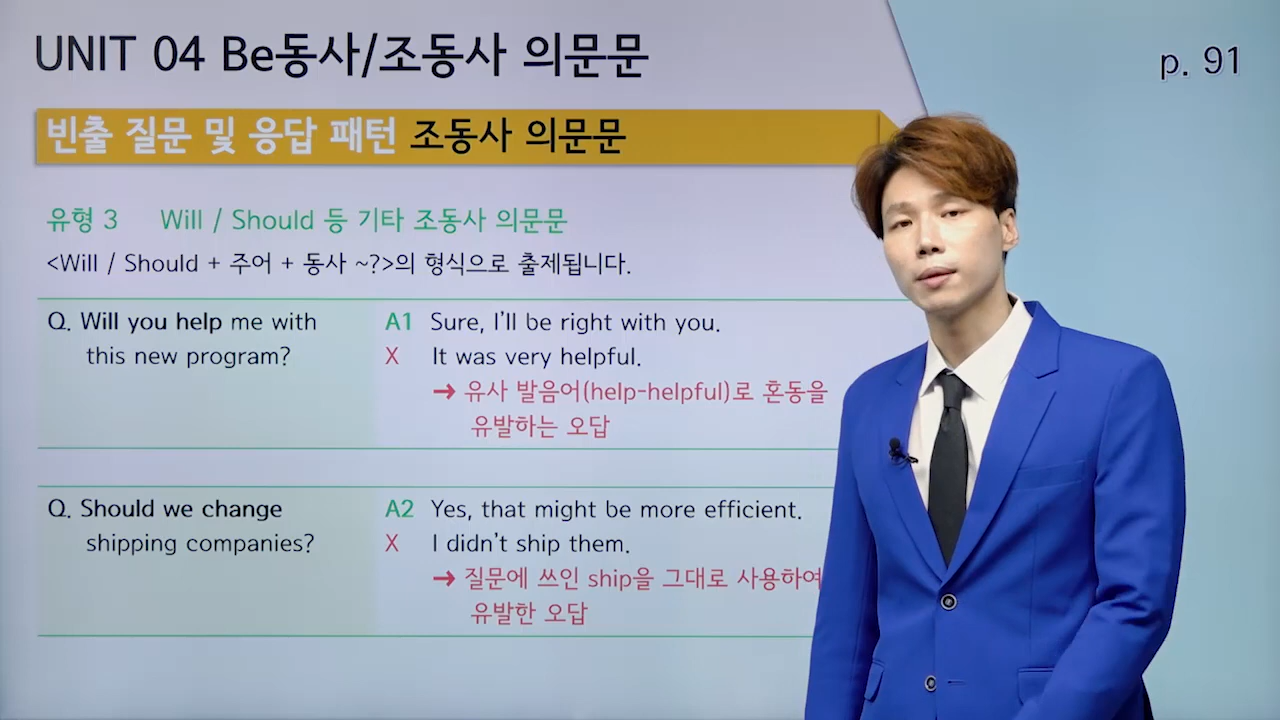 UNIT 04 Be동사/조동사 의문문
p. 91
빈출 질문 및 응답 패턴 조동사 의문문
유형 3 Will / Should 등 기타 조동사 의문문
<Will / Should + 주어 + 동사 ~?>의 형식으로 출제됩니다.
Q. Will you help me with
this new program?
A1 Sure, I'll be right with you.
X It was very helpful.
→ 유사 발음어(help-helpful)로 혼동을
유발하는 오답
Q. Should we change
shipping companies?
A2 Yes, that might be more efficient.
X I didn't ship them.
→ 질문에 쓰인 ship을 그대로 사용하여
유발한 오답